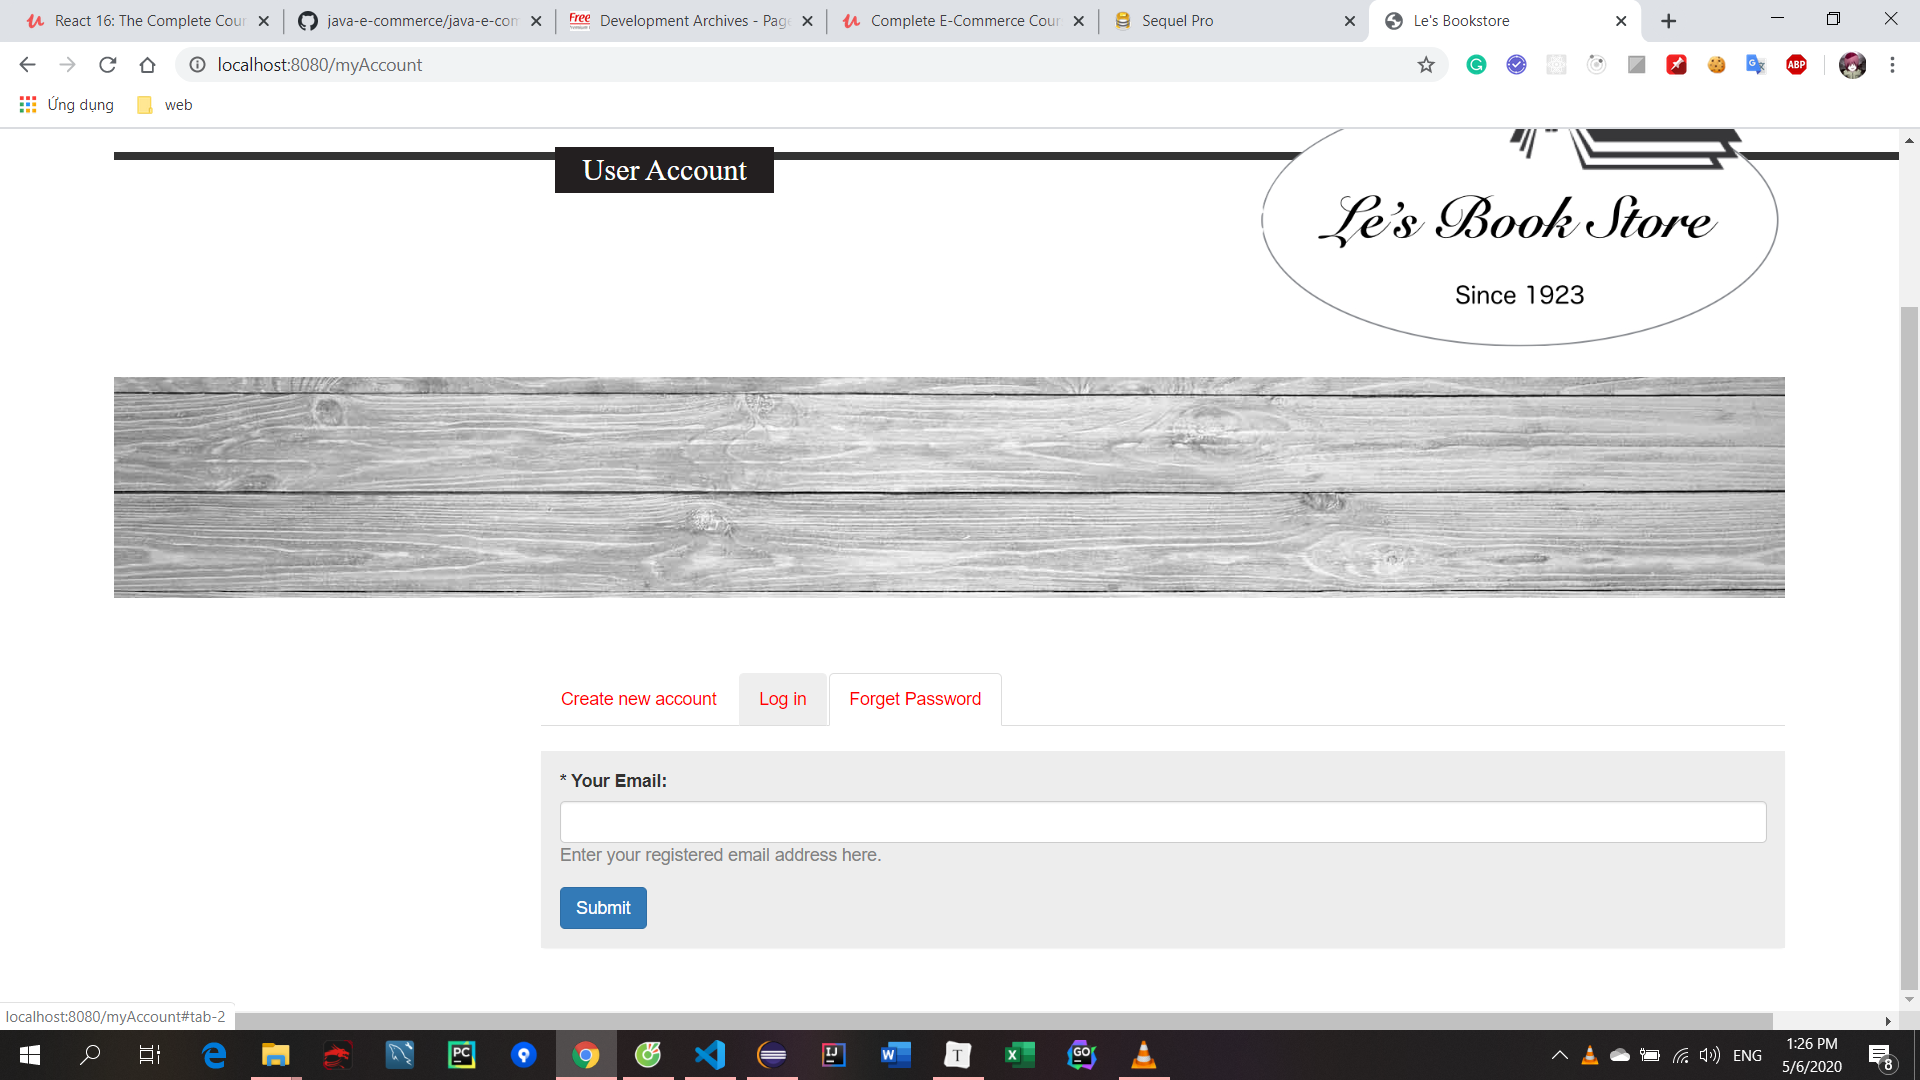 React 16: The Complete Cour
java-e-commerce/java-e-com
Free
Development Archives - Page
Complete E-Commerce Cour
Sequel Pro
Le's Bookstore
localhost:8080/myAccount
ABP
Ứng dụng
web
User Account
Le's Book Store
Since 1923
Create new account
Log in
Forget Password
* Your Email:
Enter your registered email address here.
Submit
localhost:8080/myAccount#tab-2
ENG
1:26 PM
5/6/2020
8